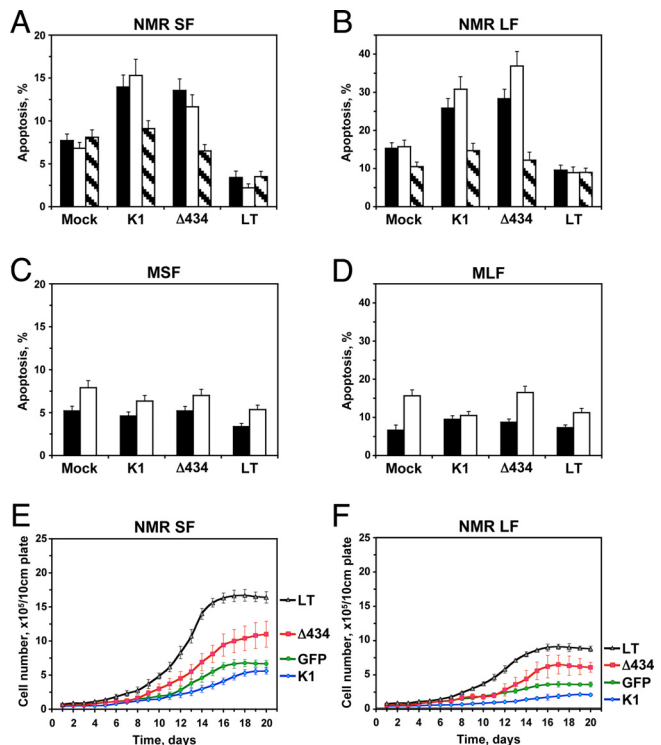 A
NMR SF
Apoptosis, %
20
15
10
5
0
Mock K1 Δ434 LT
B
NMR LF
Apoptosis, %
40
30
20
10
0
Mock K1 Δ434 LT
C
MSF
Apoptosis, %
20
15
10
5
0
Mock K1 Δ434 LT
D
MLF
Apoptosis, %
40
30
20
10
0
Mock K1 Δ434 LT
E
NMR SF
Cell number, x10⁵/10cm plate
25
20
15
10
5
0
0 2 4 6 8 10 12 14 16 18 20
Time, days
LT
Δ434
GFP
K1
F
NMR LF
Cell number, x10⁵/10cm plate
25
20
15
10
5
0
0 2 4 6 8 10 12 14 16 18 20
Time, days
LT
Δ434
GFP
K1